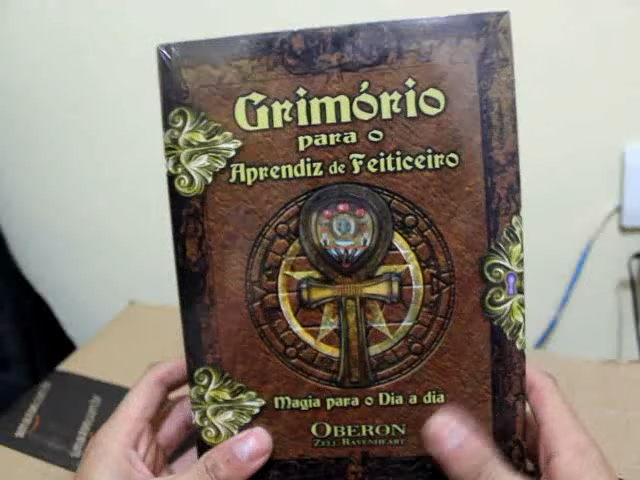 Grimório
para o
Aprendiz de Feiticeiro
Magia para o Dia a dia
OBERON
ZELL RAVENHEART